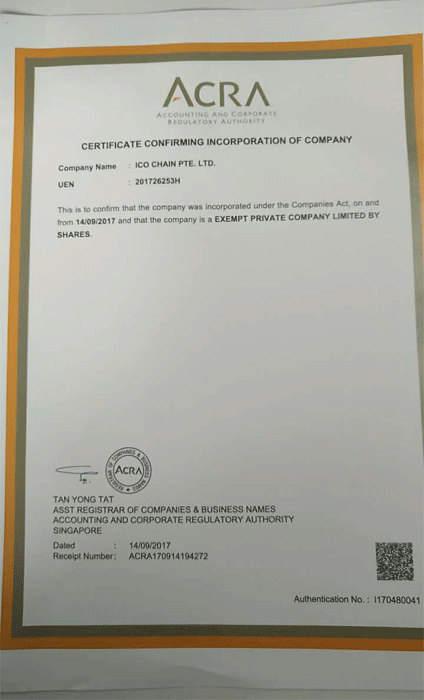 ACRA
ACCOUNTING AND CORPORATE
REGULATORY AUTHORITY
CERTIFICATE CONFIRMING INCORPORATION OF COMPANY
Company Name : ICO CHAIN PTE. LTD.
UEN : 201726253H
This is to confirm that the company was incorporated under the Companies Act, on and
from 14/09/2017 and that the company is a EXEMPT PRIVATE COMPANY LIMITED BY
SHARES.
REGISTRAR OF COMPANIES & BUSINESS NAMES
ACRA
TAN YONG TAT
ASST REGISTRAR OF COMPANIES & BUSINESS NAMES
ACCOUNTING AND CORPORATE REGULATORY AUTHORITY
SINGAPORE
Dated : 14/09/2017
Receipt Number : ACRA170914194272
Authentication No. : I170480041